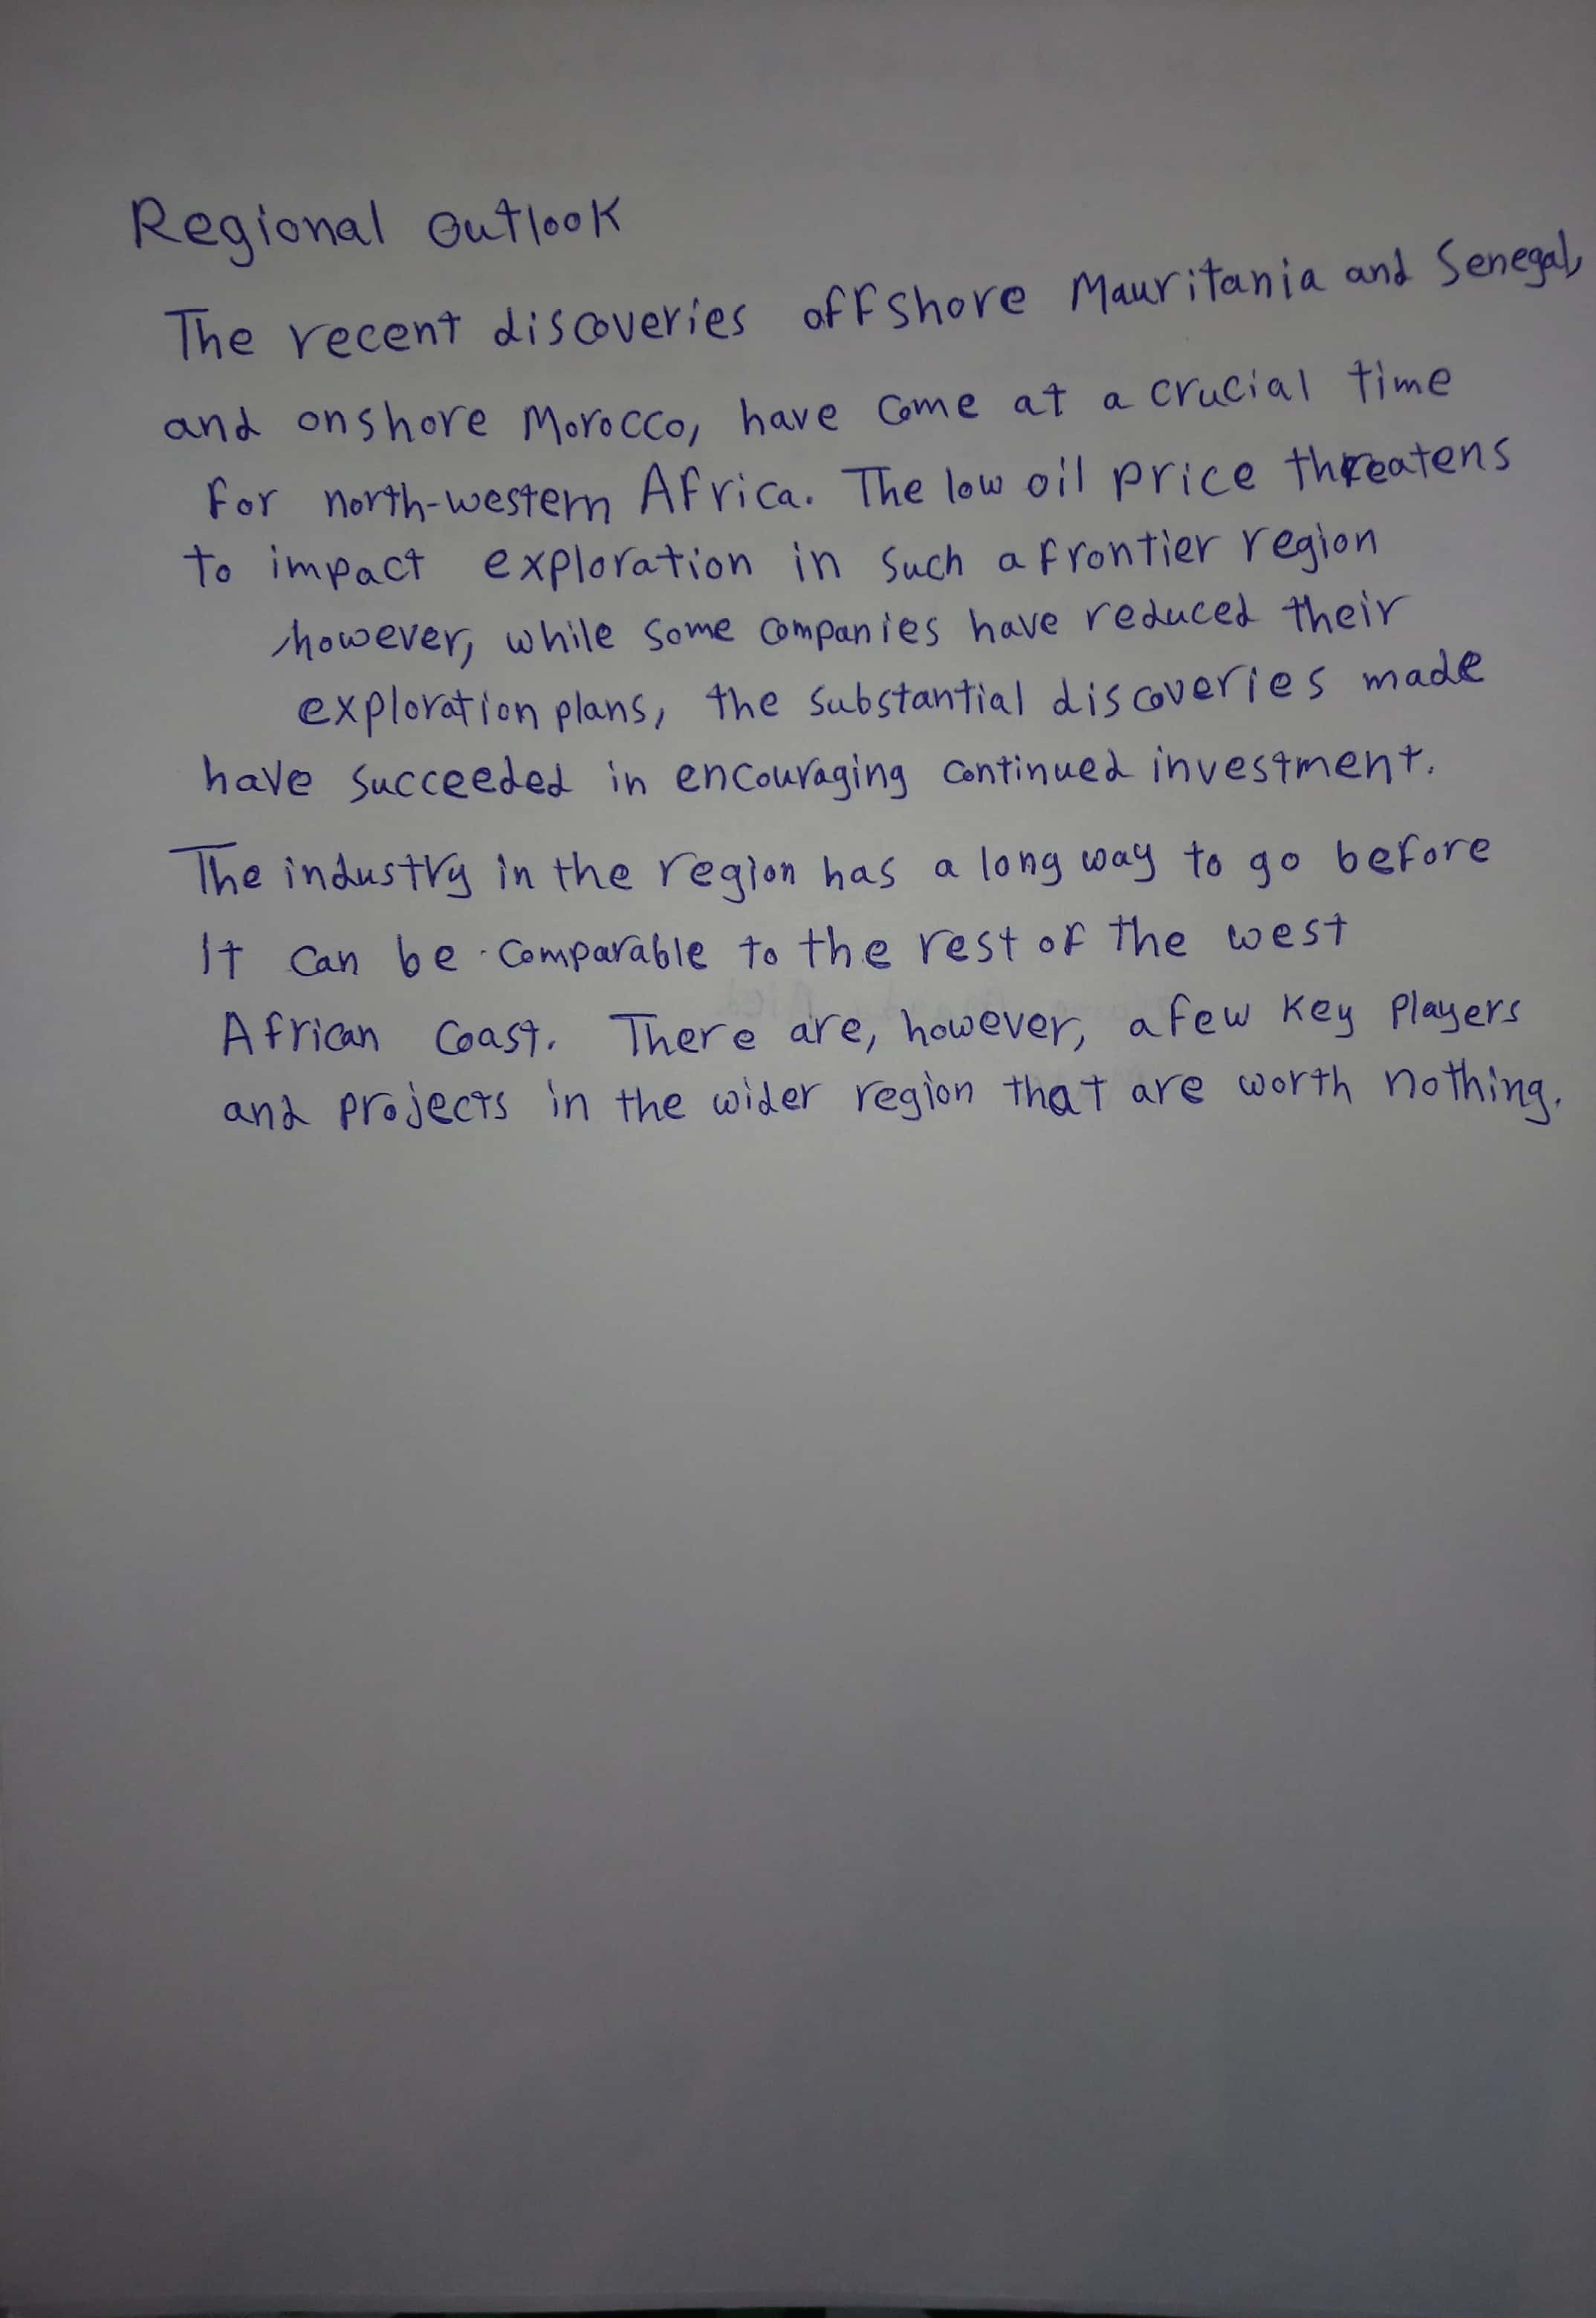 Regional Outlook
The recent discoveries offshore Mauritania and Senegal,
and onshore Morocco, have come at a crucial time
for north-western Africa. The low oil price threatens
to impact exploration in such a frontier region
however, while some companies have reduced their
exploration plans, the substantial discoveries made
have succeeded in encouraging continued investment.
The industry in the region has a long way to go before
It can be comparable to the rest of the west
African Coast. There are, however, a few key players
and projects in the wider region that are worth nothing.